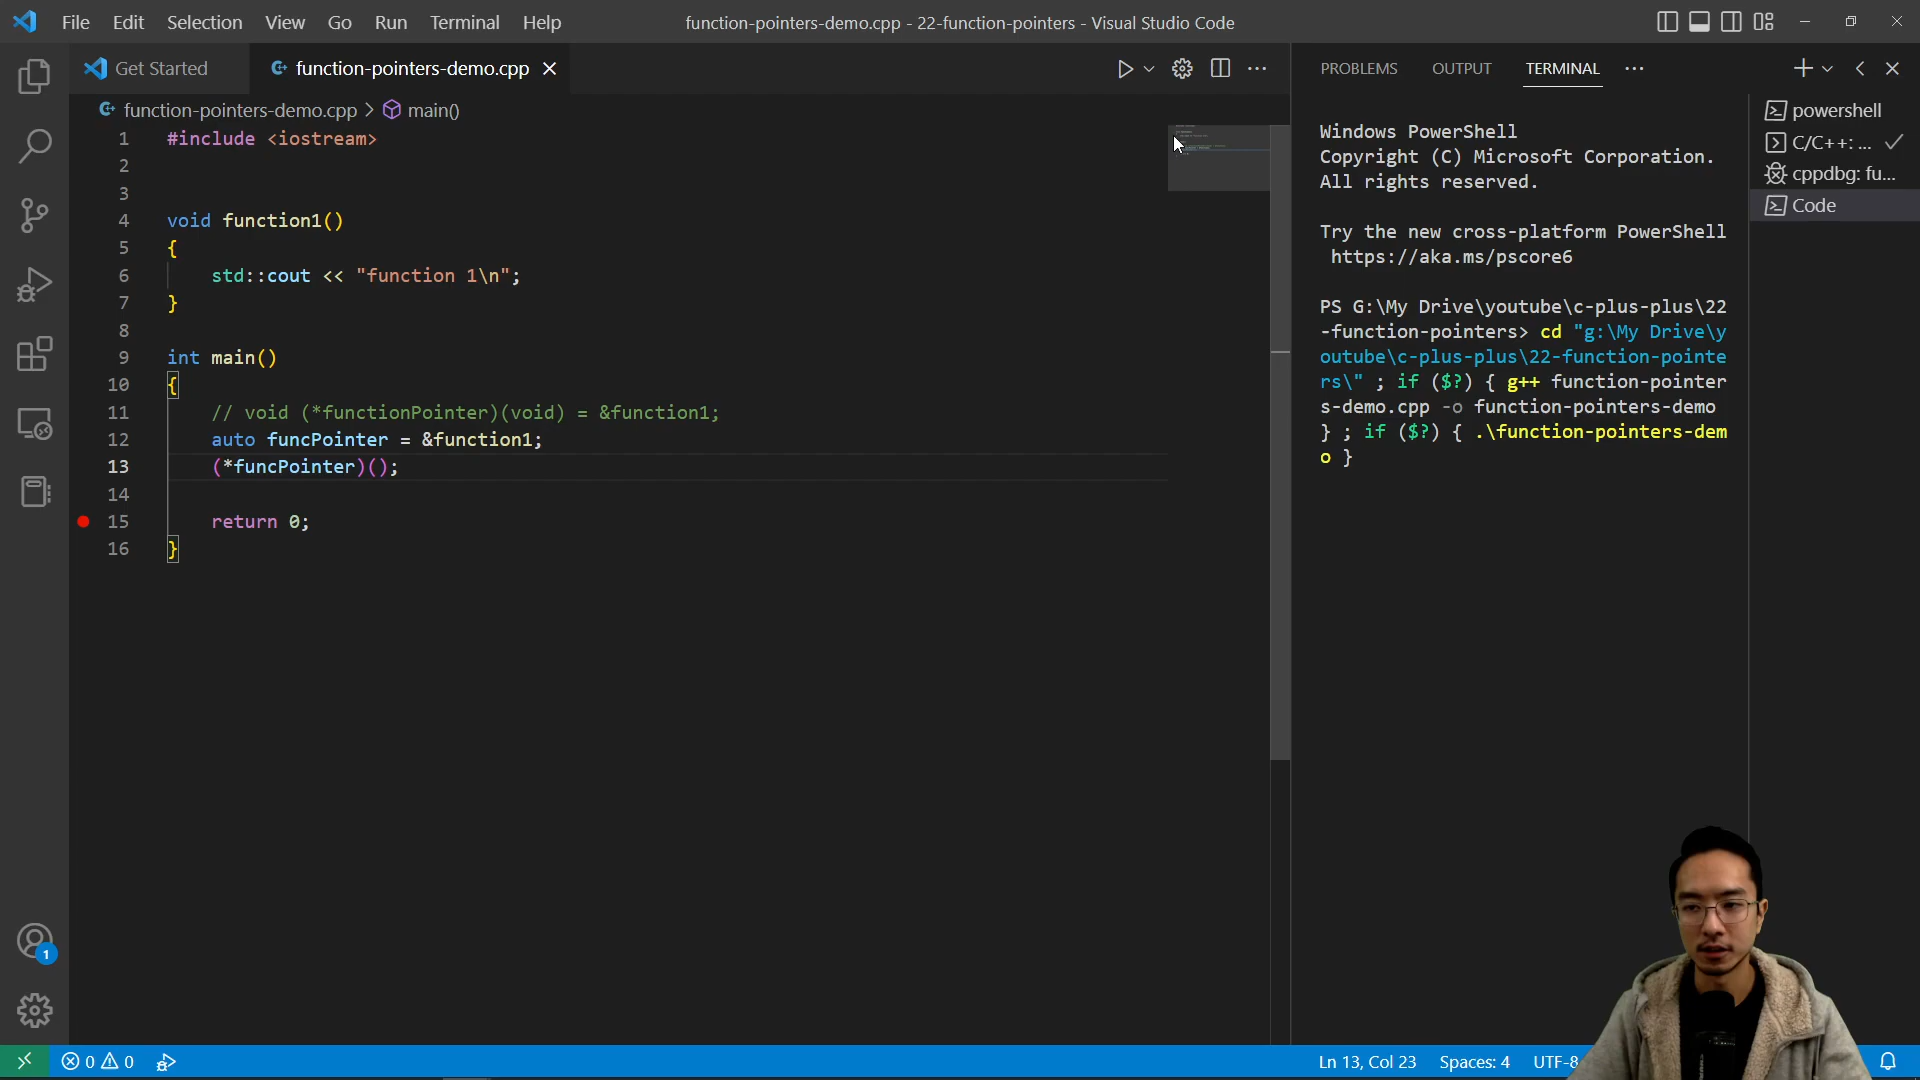 File Edit Selection View Go Run Terminal Help
function-pointers-demo.cpp - 22-function-pointers - Visual Studio Code
Get Started
function-pointers-demo.cpp
function-pointers-demo.cpp > main()
1 #include <iostream>
2
3
4 void function1()
5 {
6 std::cout << "function 1\n";
7 }
8
9 int main()
10 {
11 // void (*functionPointer)(void) = &function1;
12 auto funcPointer = &function1;
13 (*funcPointer)();
14
15 return 0;
16 }
PROBLEMS OUTPUT TERMINAL
Windows PowerShell
Copyright (C) Microsoft Corporation.
All rights reserved.
Try the new cross-platform PowerShell
https://aka.ms/pscore6
PS G:\My Drive\youtube\c-plus-plus\22
-function-pointers> cd "g:\My Drive\y
outube\c-plus-plus\22-function-pointe
rs\" ; if ($?) { g++ function-pointer
s-demo.cpp -o function-pointers-demo
} ; if ($?) { .\function-pointers-dem
o }
powershell
C/C++: ...
cppdbg: fu...
Code
1
0 0
Ln 13, Col 23 Spaces: 4 UTF-8